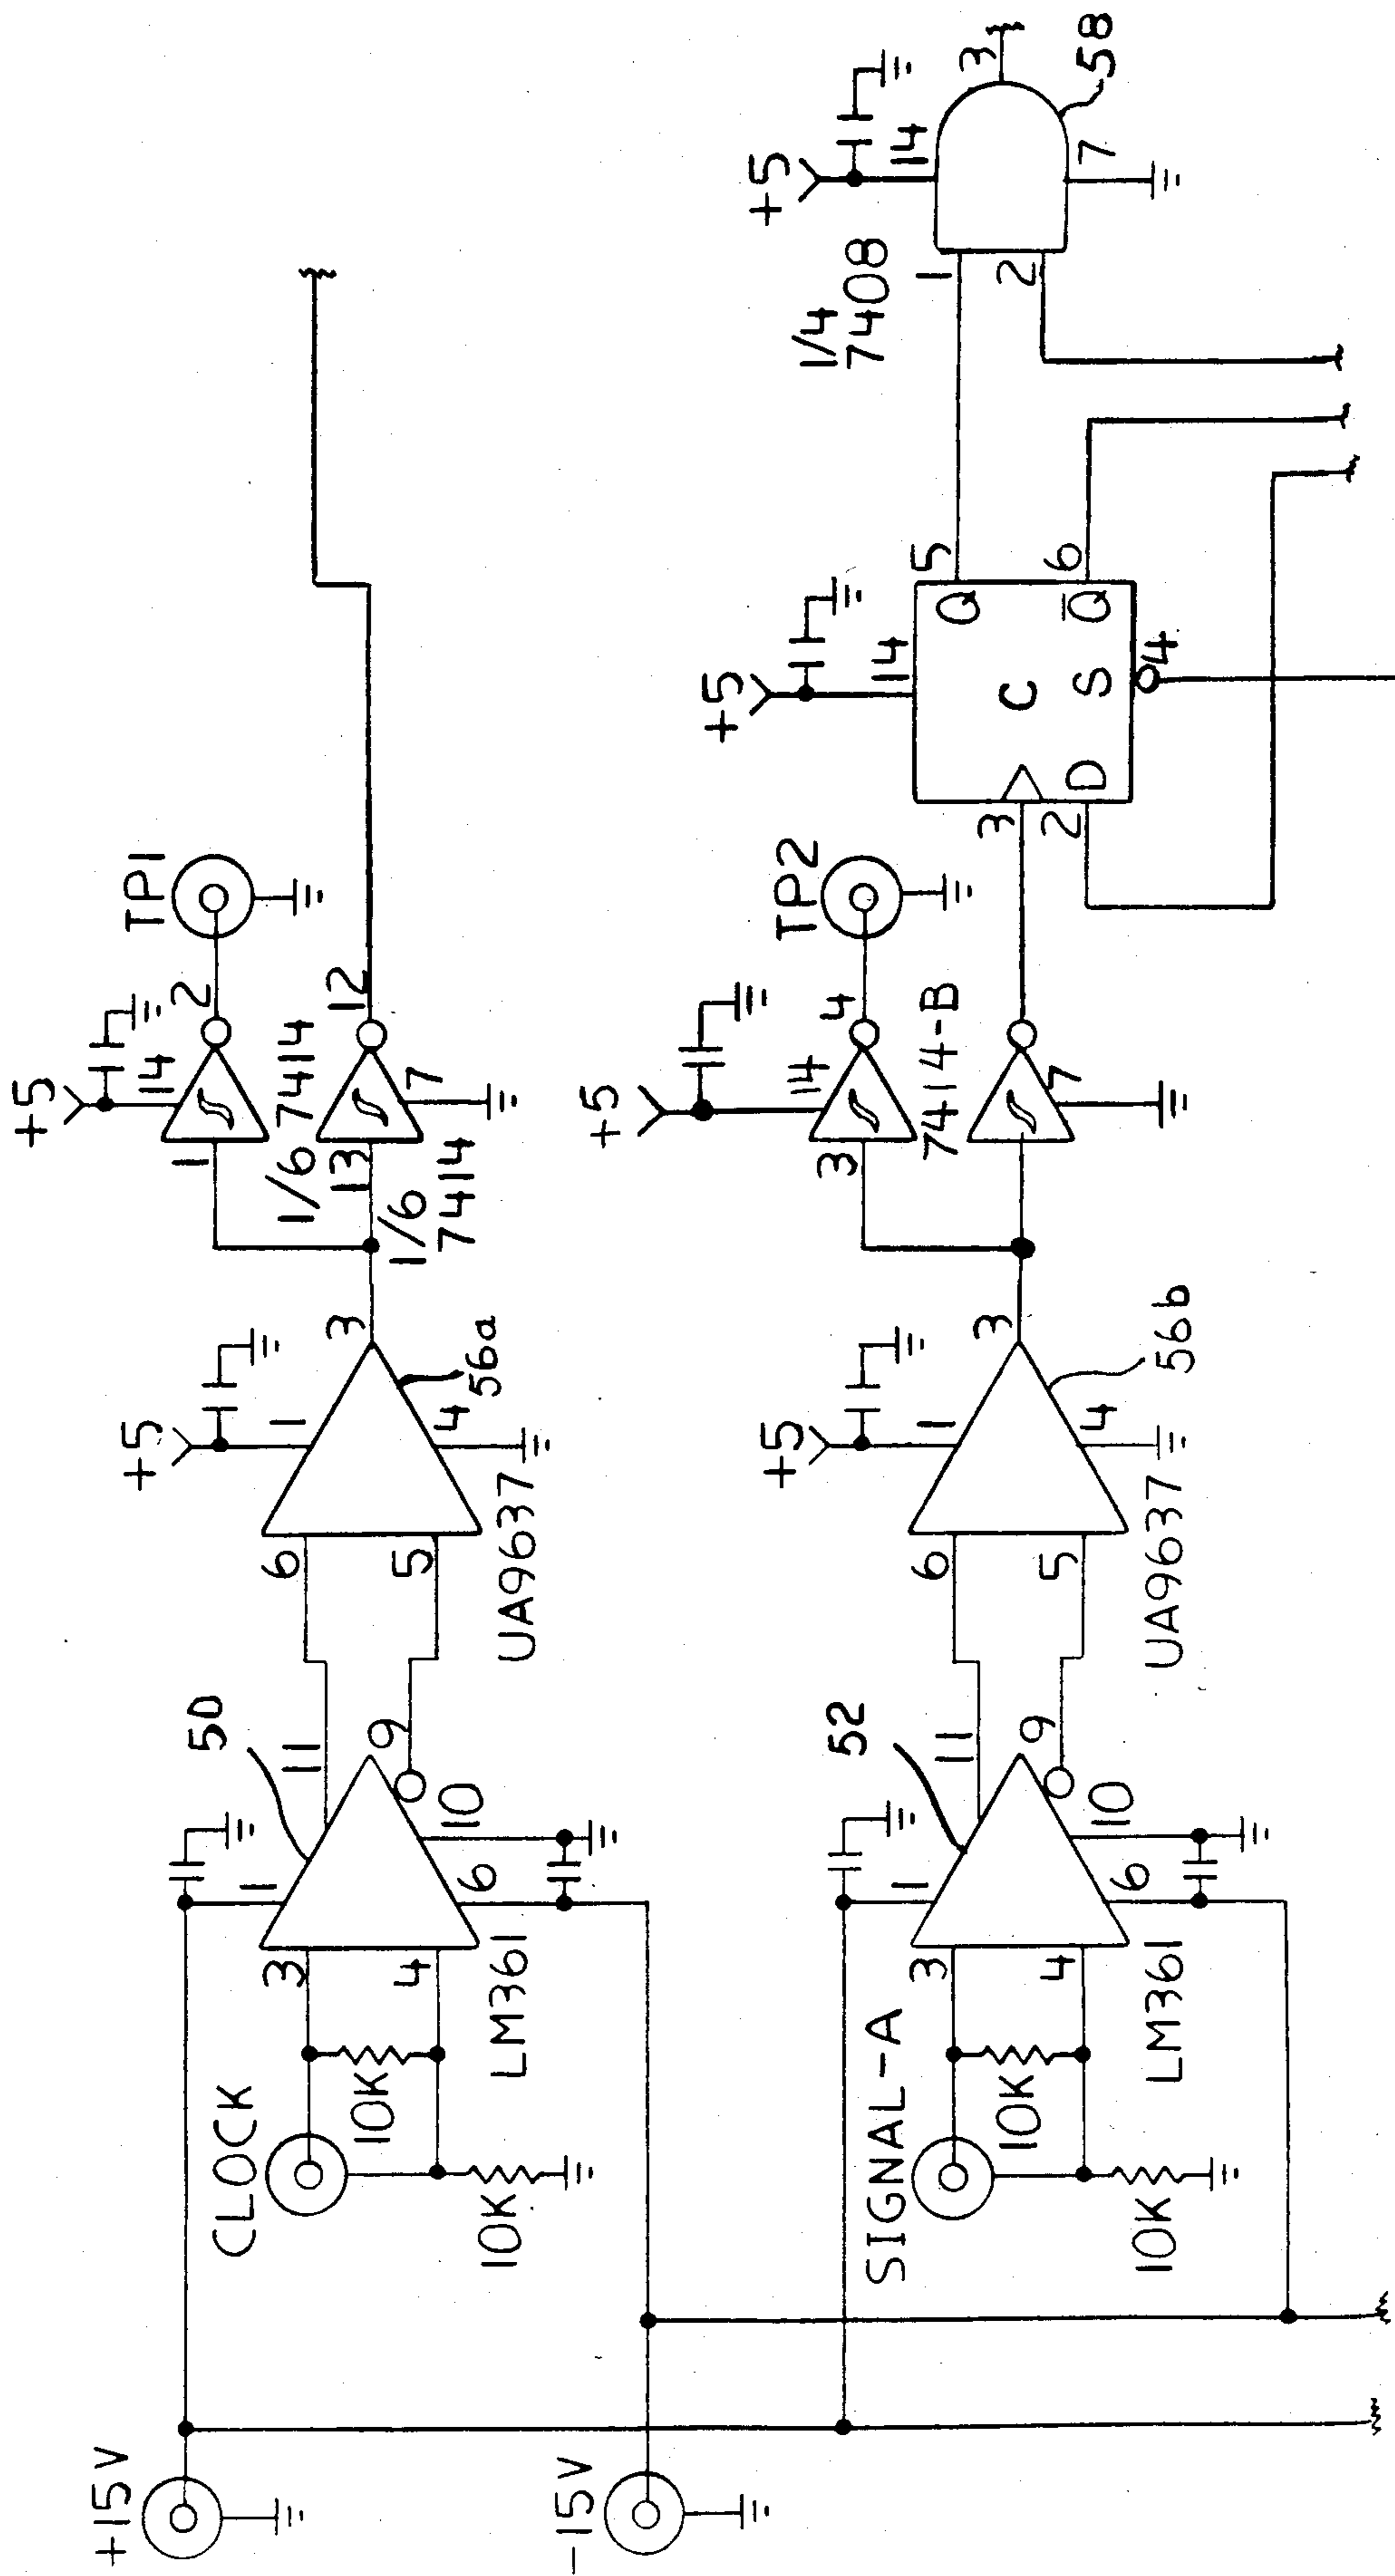 +15V
-15V
CLOCK
10K
10K
3
4
1
6
10
11
9
50
LM361
6
5
1
4
3
+5
56a
UA9637
1
13
1/6
7414
1/6
7414
+5
14
2
7
12
TP1
SIGNAL-A
10K
10K
3
4
1
6
10
11
9
52
LM361
6
5
+5
1
4
3
56b
UA9637
3
+5
14
4
7414-B
7
TP2
3
2
D
C
S
4
+5
14
Q
5
Q̅
6
1/4
7408
1
2
+5
14
7
3
58